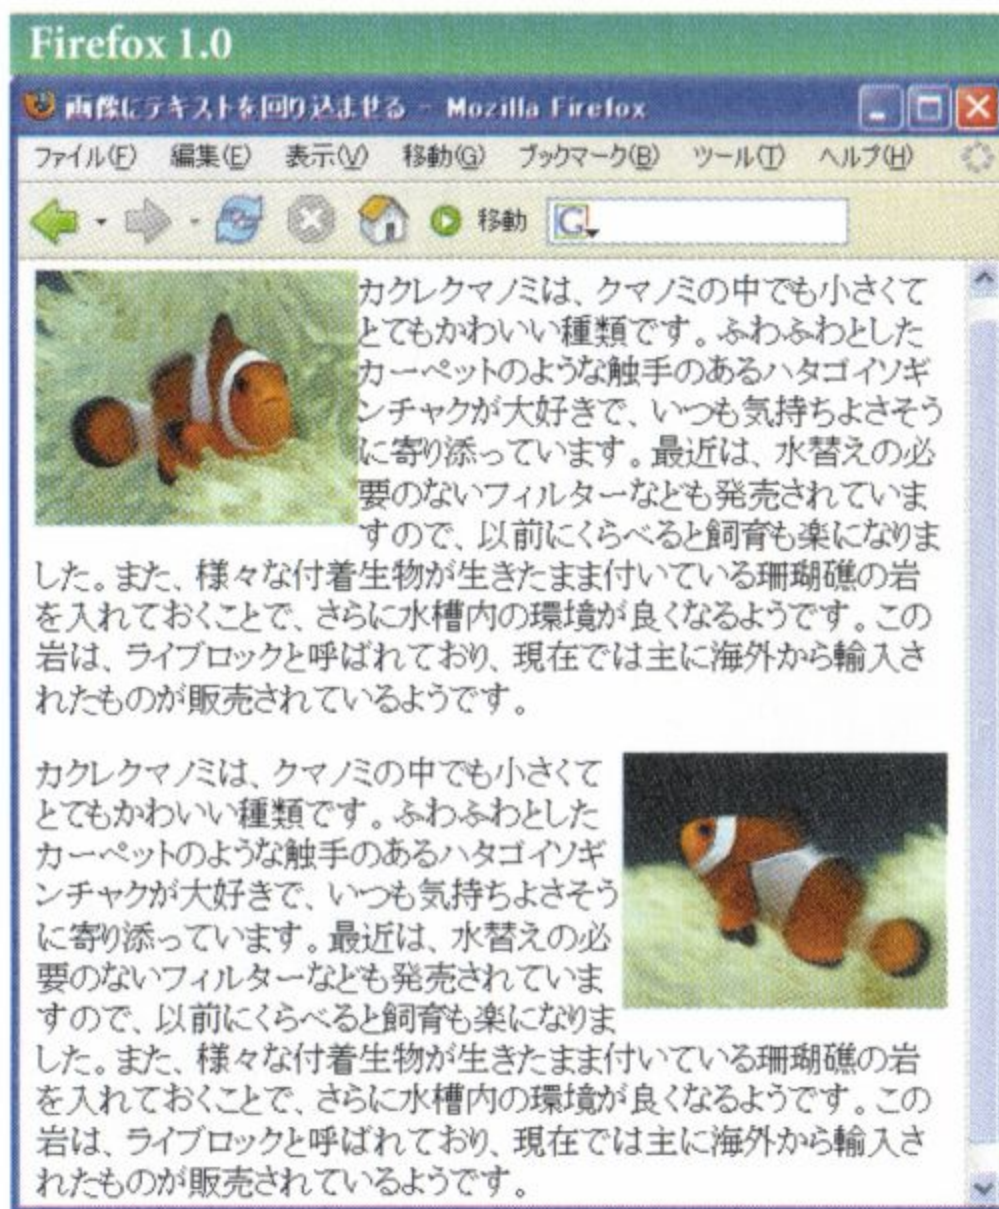 Firefox 1.0
画像にテキストを回り込ませる - Mozilla Firefox
ファイル(F) 編集(E) 表示(V) 移動(G) ブックマーク(B) ツール(T) ヘルプ(H)
移動 G
カクレクマノミは、クマノミの中でも小さくて
とてもかわいい種類です。ふわふわとした
カーペットのような触手のあるハタゴイソギ
ンチャクが大好きで、いつも気持ちよさそう
に寄り添っています。最近は、水替えの必
要のないフィルターなども発売されていま
すので、以前にくらべると飼育も楽になりま
した。また、様々な付着生物が生きたまま付いている珊瑚礁の岩
を入れておくことで、さらに水槽内の環境が良くなるようです。この
岩は、ライブロックと呼ばれており、現在では主に海外から輸入さ
れたものが販売されているようです。
カクレクマノミは、クマノミの中でも小さくて
とてもかわいい種類です。ふわふわとした
カーペットのような触手のあるハタゴイソギ
ンチャクが大好きで、いつも気持ちよさそう
に寄り添っています。最近は、水替えの必
要のないフィルターなども発売されていま
すので、以前にくらべると飼育も楽になりま
した。また、様々な付着生物が生きたまま付いている珊瑚礁の岩
を入れておくことで、さらに水槽内の環境が良くなるようです。この
岩は、ライブロックと呼ばれており、現在では主に海外から輸入さ
れたものが販売されているようです。